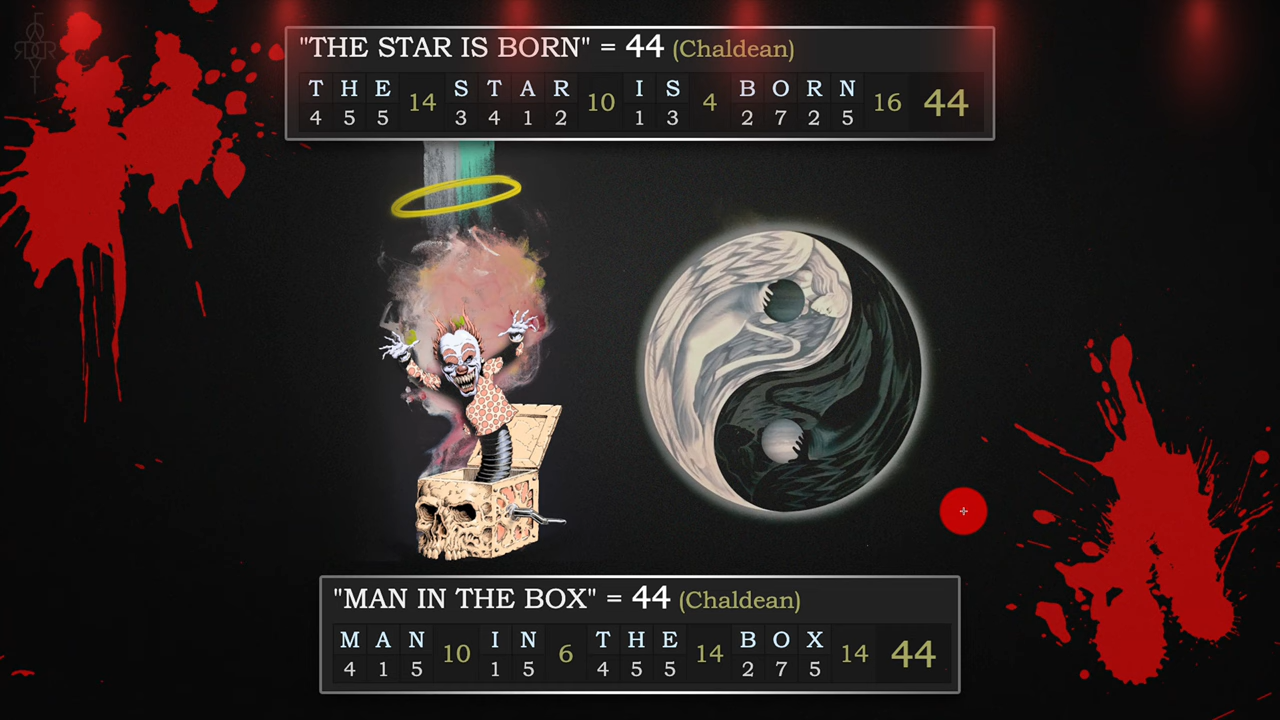 "THE STAR IS BORN" = 44 (Chaldean)
T H E 14 S T A R 10 I S 4 B O R N 16 44
4 5 5 3 4 1 2 1 3 2 7 2 5
"MAN IN THE BOX" = 44 (Chaldean)
M A N 10 I N 6 T H E 14 B O X 14 44
4 1 5 1 5 4 5 5 2 7 5